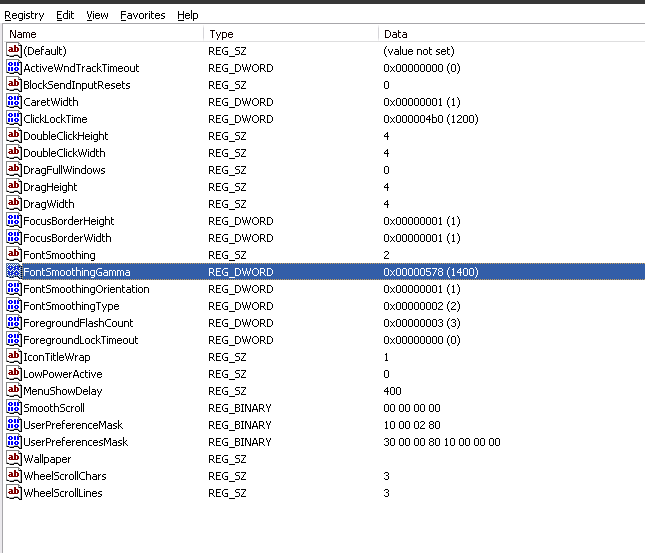 Registry Edit View Favorites Help
Name Type Data
(Default) REG_SZ (value not set)
ActiveWndTrackTimeout REG_DWORD 0x00000000 (0)
BlockSendInputResets REG_SZ 0
CaretWidth REG_DWORD 0x00000001 (1)
ClickLockTime REG_DWORD 0x000004b0 (1200)
DoubleClickHeight REG_SZ 4
DoubleClickWidth REG_SZ 4
DragFullWindows REG_SZ 0
DragHeight REG_SZ 4
DragWidth REG_SZ 4
FocusBorderHeight REG_DWORD 0x00000001 (1)
FocusBorderWidth REG_DWORD 0x00000001 (1)
FontSmoothing REG_SZ 2
FontSmoothingGamma REG_DWORD 0x00000578 (1400)
FontSmoothingOrientation REG_DWORD 0x00000001 (1)
FontSmoothingType REG_DWORD 0x00000002 (2)
ForegroundFlashCount REG_DWORD 0x00000003 (3)
ForegroundLockTimeout REG_DWORD 0x00000000 (0)
IconTitleWrap REG_SZ 1
LowPowerActive REG_SZ 0
MenuShowDelay REG_SZ 400
SmoothScroll REG_BINARY 00 00 00 00
UserPreferenceMask REG_BINARY 10 00 02 80
UserPreferencesMask REG_BINARY 30 00 00 80 10 00 00 00
Wallpaper REG_SZ
WheelScrollChars REG_SZ 3
WheelScrollLines REG_SZ 3